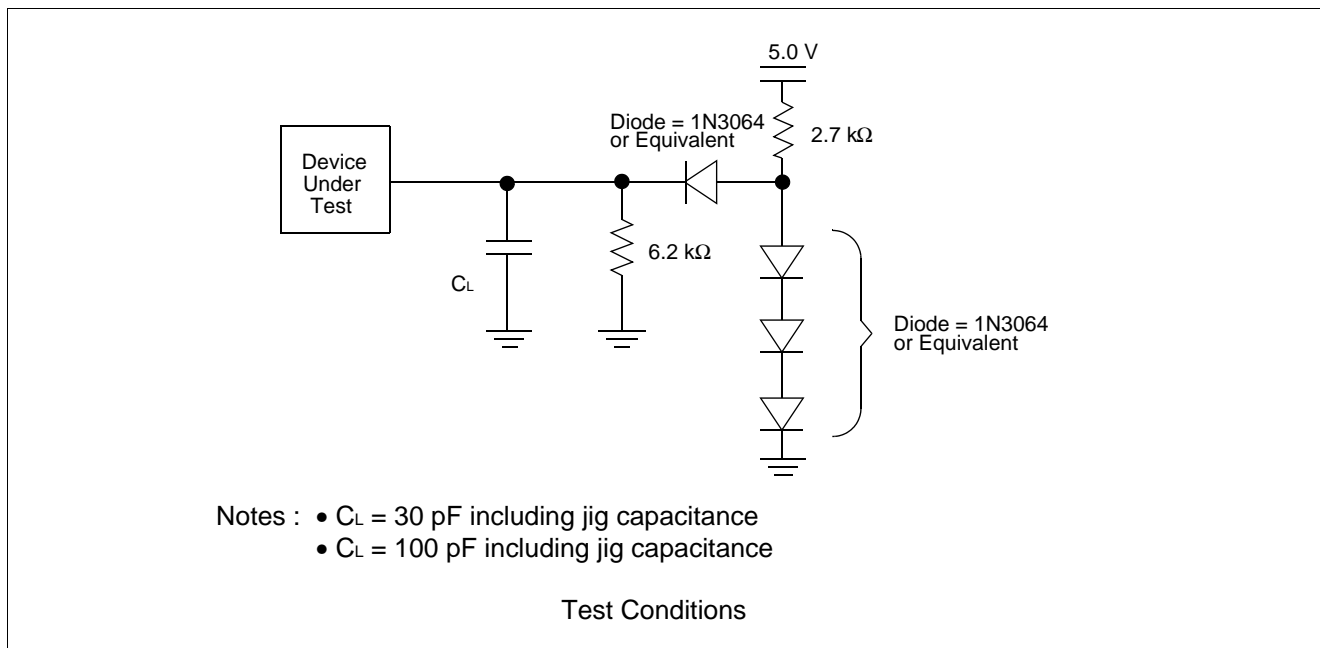 5.0 V
Diode = 1N3064
or Equivalent
2.7 kΩ
Device
Under
Test
6.2 kΩ
CL
Diode = 1N3064
or Equivalent
Notes : • CL = 30 pF including jig capacitance
• CL = 100 pF including jig capacitance
Test Conditions